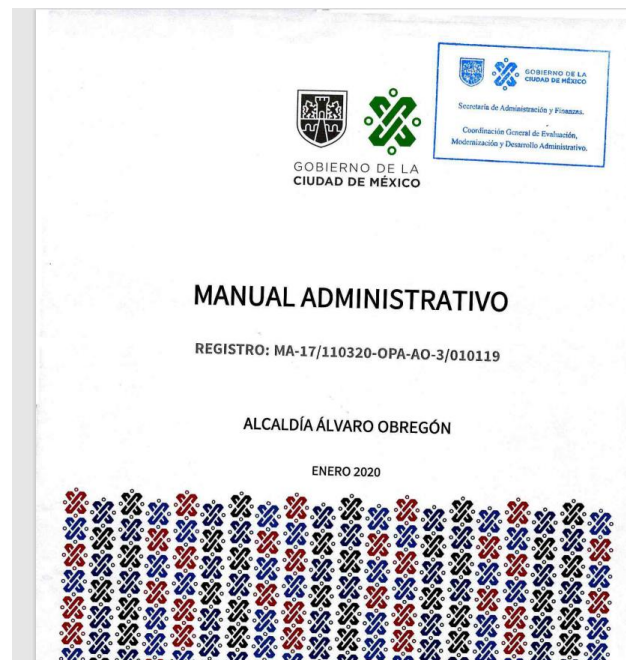 GOBIERNO DE LA
CIUDAD DE MÉXICO
Secretaría de Administración y Finanzas.
Coordinación General de Evaluación,
Modernización y Desarrollo Administrativo.
GOBIERNO DE LA
CIUDAD DE MÉXICO
MANUAL ADMINISTRATIVO
REGISTRO: MA-17/110320-OPA-AO-3/010119
ALCALDÍA ÁLVARO OBREGÓN
ENERO 2020